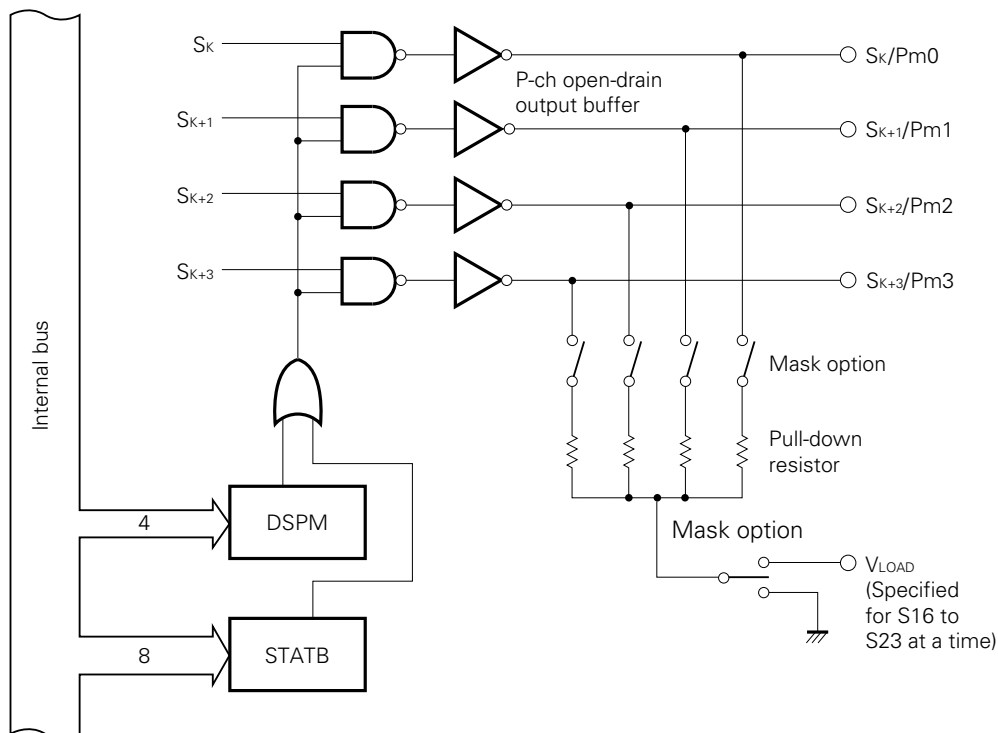 SK
SK/Pm0
P-ch open-drain
output buffer
SK+1
SK+1/Pm1
SK+2
SK+2/Pm2
SK+3
SK+3/Pm3
Internal bus
Mask option
Pull-down
resistor
4
DSPM
Mask option
VLOAD
(Specified
for S16 to
S23 at a time)
8
STATB